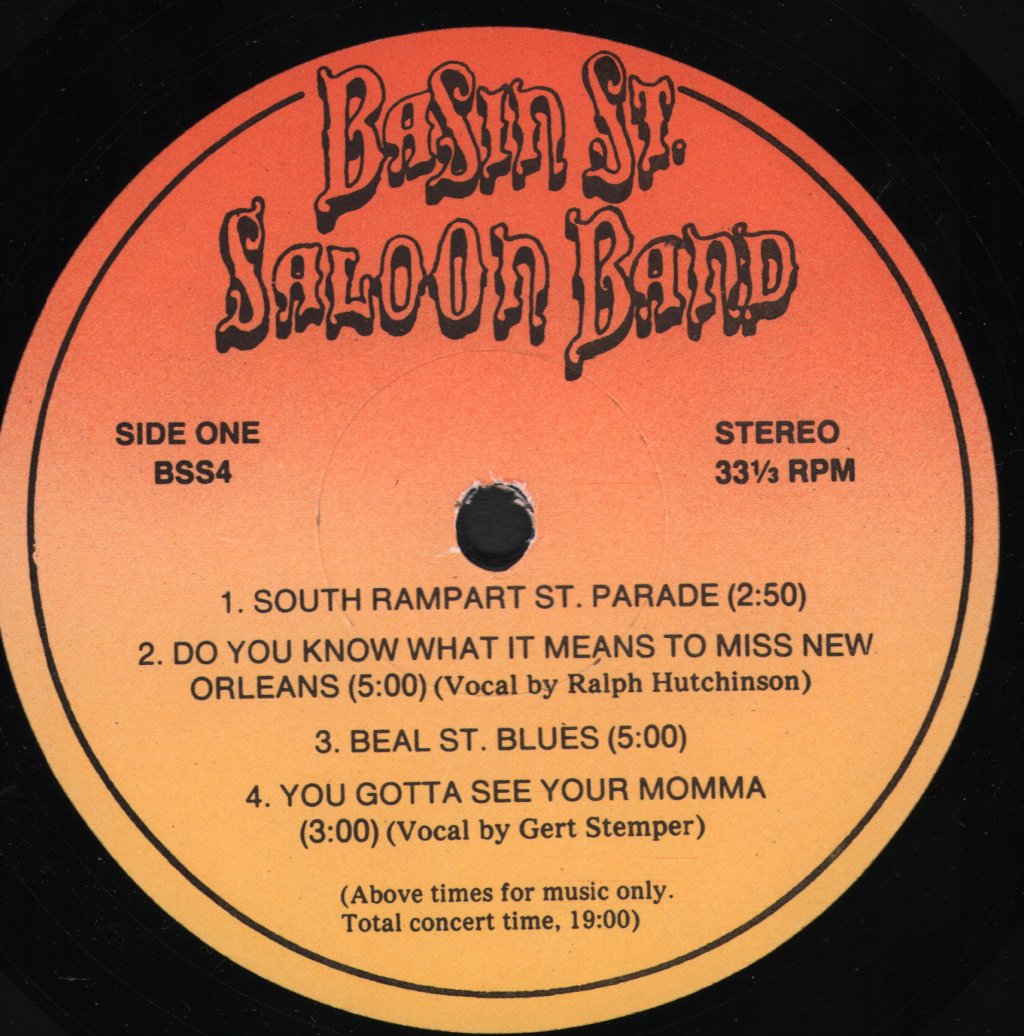 BASIN ST.
SALOON BAND
SIDE ONE
BSS4
STEREO
33⅓ RPM
1. SOUTH RAMPART ST. PARADE (2:50)
2. DO YOU KNOW WHAT IT MEANS TO MISS NEW
ORLEANS (5:00) (Vocal by Ralph Hutchinson)
3. BEAL ST. BLUES (5:00)
4. YOU GOTTA SEE YOUR MOMMA
(3:00) (Vocal by Gert Stemper)
(Above times for music only.
Total concert time, 19:00)